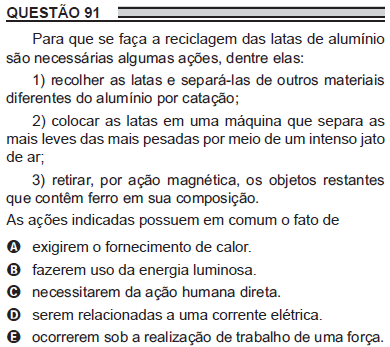 QUESTÃO 91
Para que se faça a reciclagem das latas de alumínio
são necessárias algumas ações, dentre elas:
1) recolher as latas e separá-las de outros materiais
diferentes do alumínio por catação;
2) colocar as latas em uma máquina que separa as
mais leves das mais pesadas por meio de um intenso jato
de ar;
3) retirar, por ação magnética, os objetos restantes
que contêm ferro em sua composição.
As ações indicadas possuem em comum o fato de
A exigirem o fornecimento de calor.
B fazerem uso da energia luminosa.
C necessitarem da ação humana direta.
D serem relacionadas a uma corrente elétrica.
E ocorrerem sob a realização de trabalho de uma força.